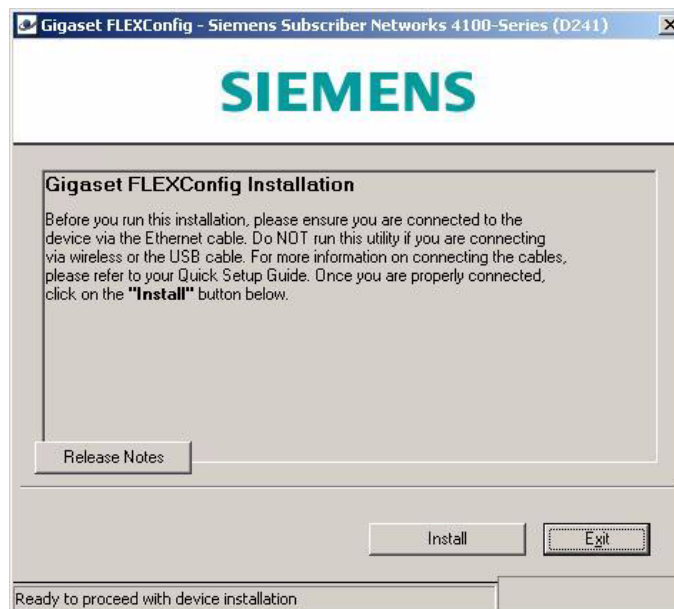 Gigaset FLEXConfig - Siemens Subscriber Networks 4100-Series (D241)
SIEMENS
Gigaset FLEXConfig Installation
Before you run this installation, please ensure you are connected to the
device via the Ethernet cable. Do NOT run this utility if you are connecting
via wireless or the USB cable. For more information on connecting the cables,
please refer to your Quick Setup Guide. Once you are properly connected,
click on the "Install" button below.
Release Notes
Install
Exit
Ready to proceed with device installation